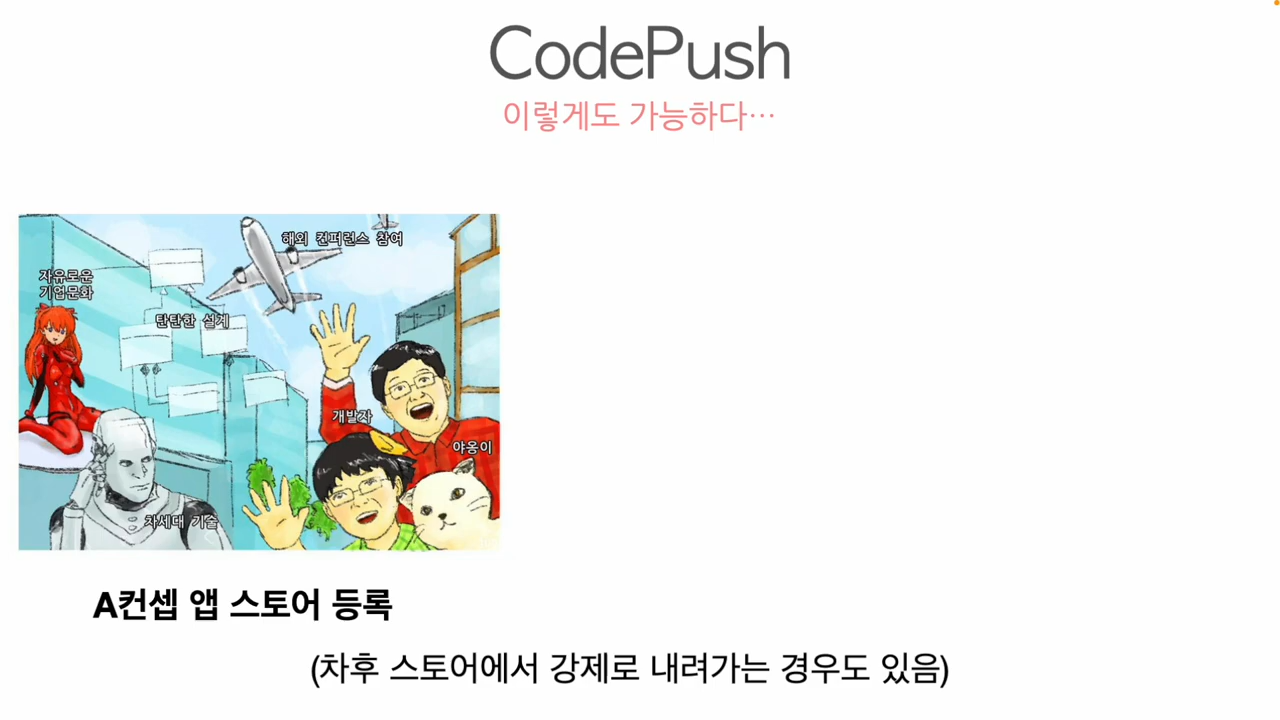 CodePush
이렇게도 가능하다…
해외 컨퍼런스 참여
자유로운
기업문화
탄탄한 설계
개발자
야옹이
차세대 기술
A컨셉 앱 스토어 등록
(차후 스토어에서 강제로 내려가는 경우도 있음)